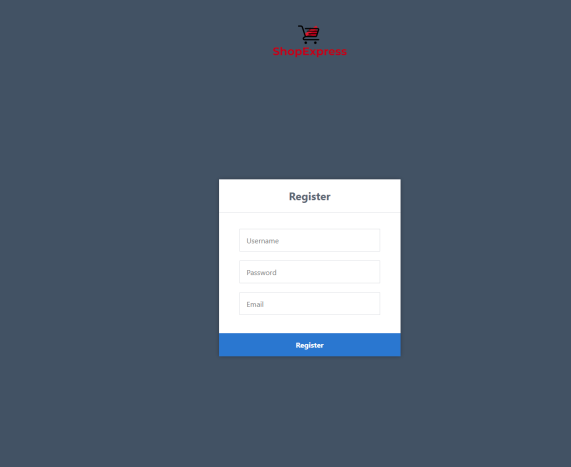 ShopExpress
Register
Username
Password
Email
Register